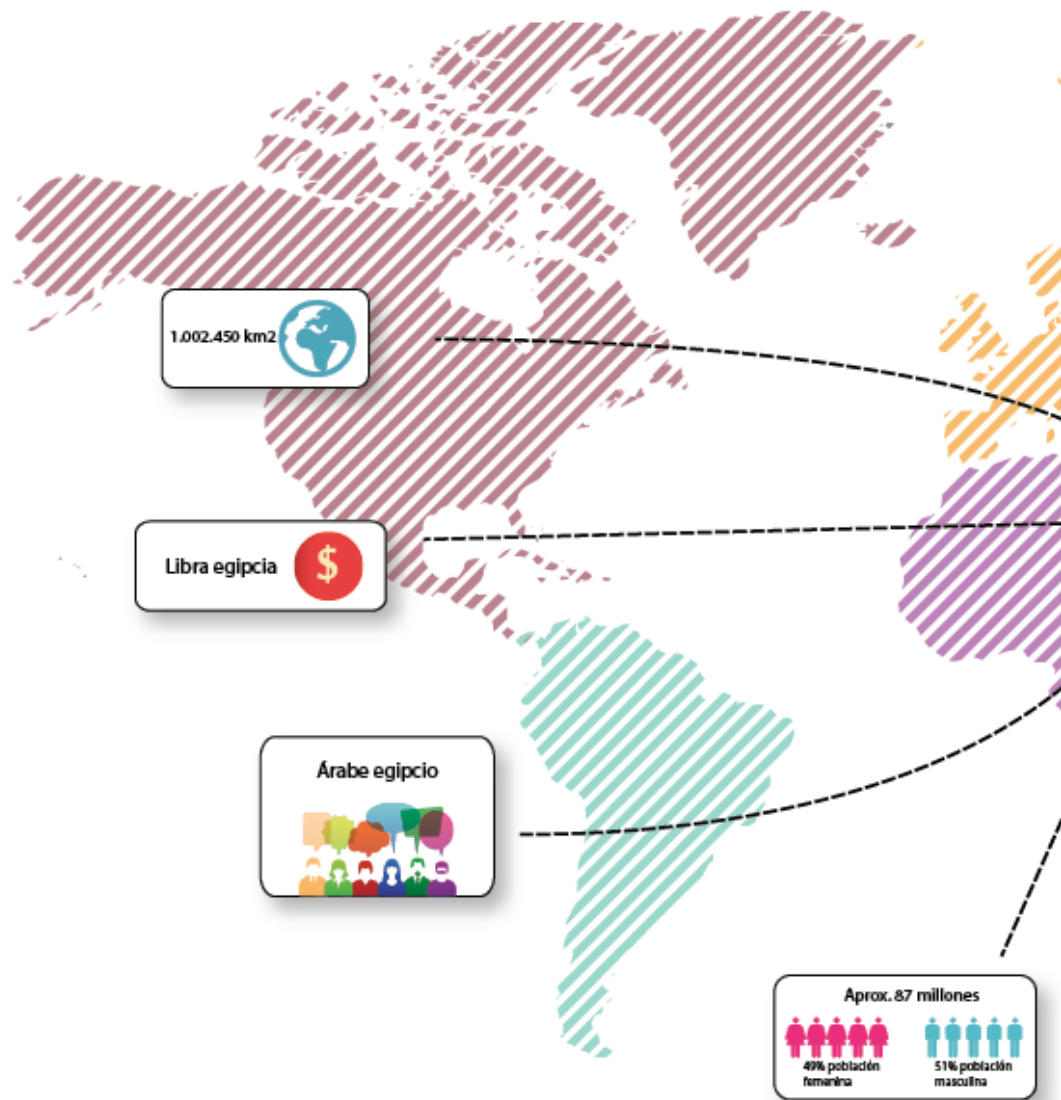 1.002.450 km2
Libra egipcia
$
Árabe egipcio
Aprox. 87 millones
49% población
femenina
51% población
masculina